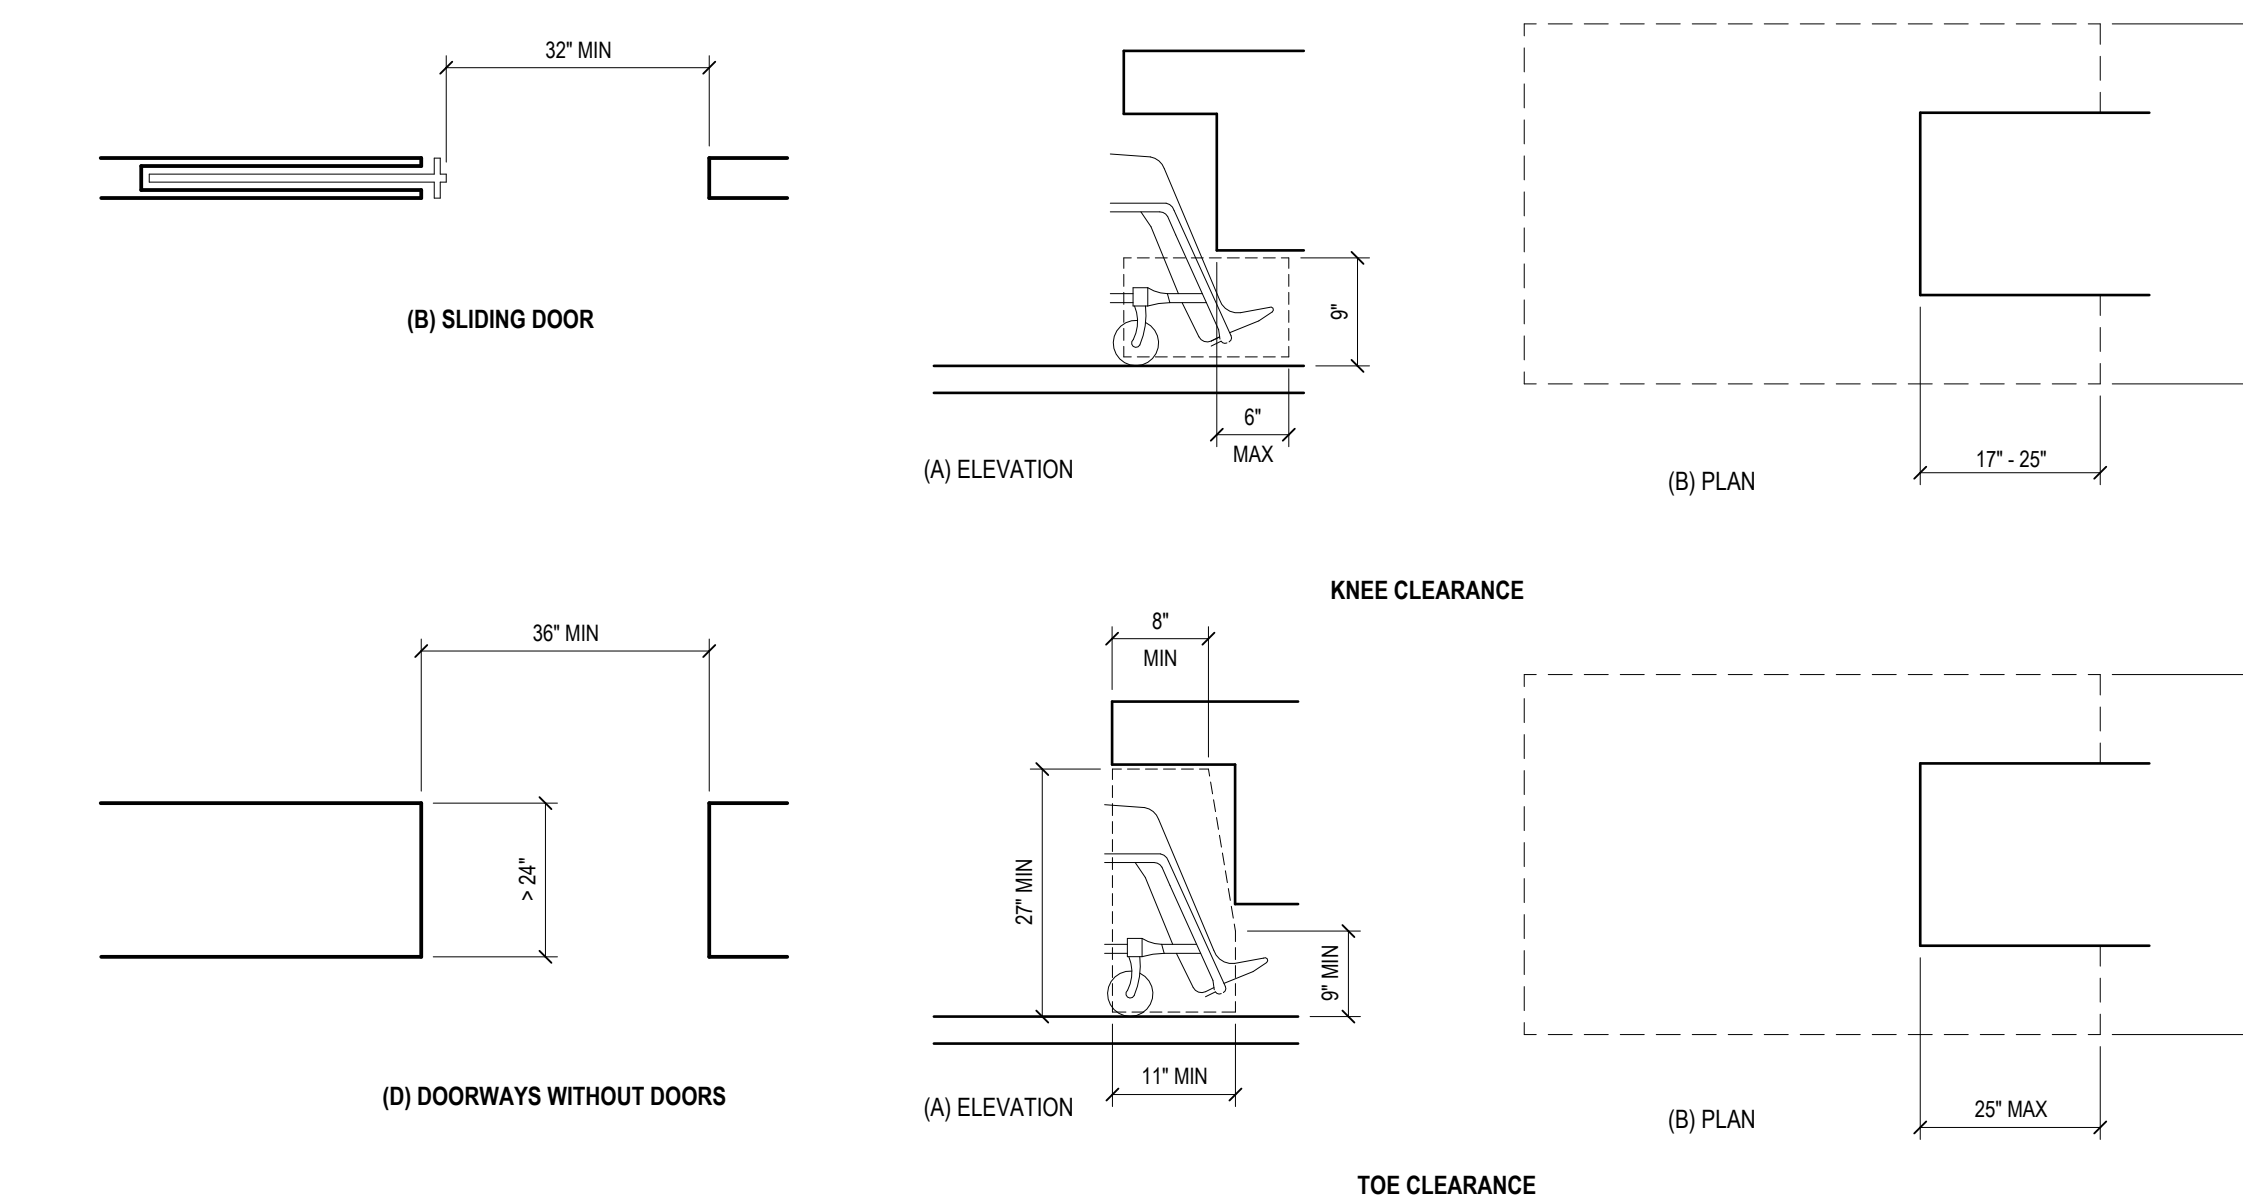 32" MIN
(B) SLIDING DOOR
9"
6"
MAX
(A) ELEVATION
17" - 25"
(B) PLAN
KNEE CLEARANCE
36" MIN
> 24"
(D) DOORWAYS WITHOUT DOORS
8"
MIN
27" MIN
9" MIN
11" MIN
(A) ELEVATION
25" MAX
(B) PLAN
TOE CLEARANCE